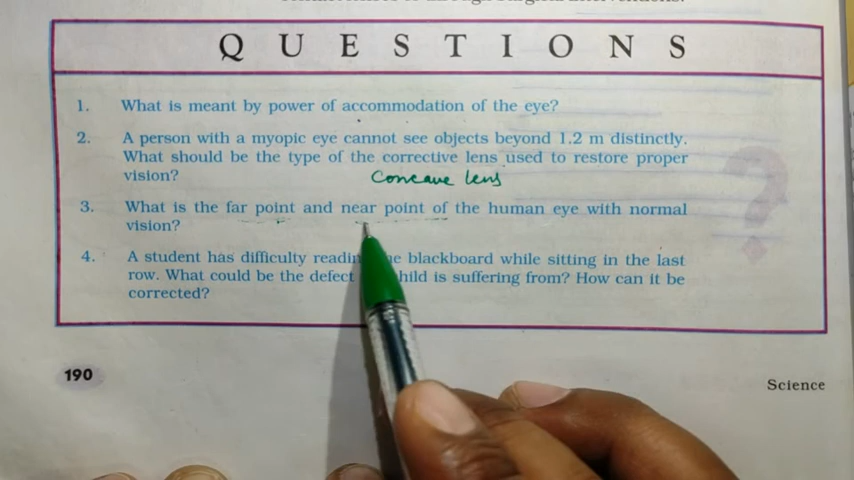 QUESTIONS
1. What is meant by power of accommodation of the eye?
2. A person with a myopic eye cannot see objects beyond 1.2 m distinctly.
What should be the type of the corrective lens used to restore proper
vision?
Concave lens
3. What is the far point and near point of the human eye with normal
vision?
4. A student has difficulty readin e blackboard while sitting in the last
row. What could be the defect hild is suffering from? How can it be
corrected?
190
Science